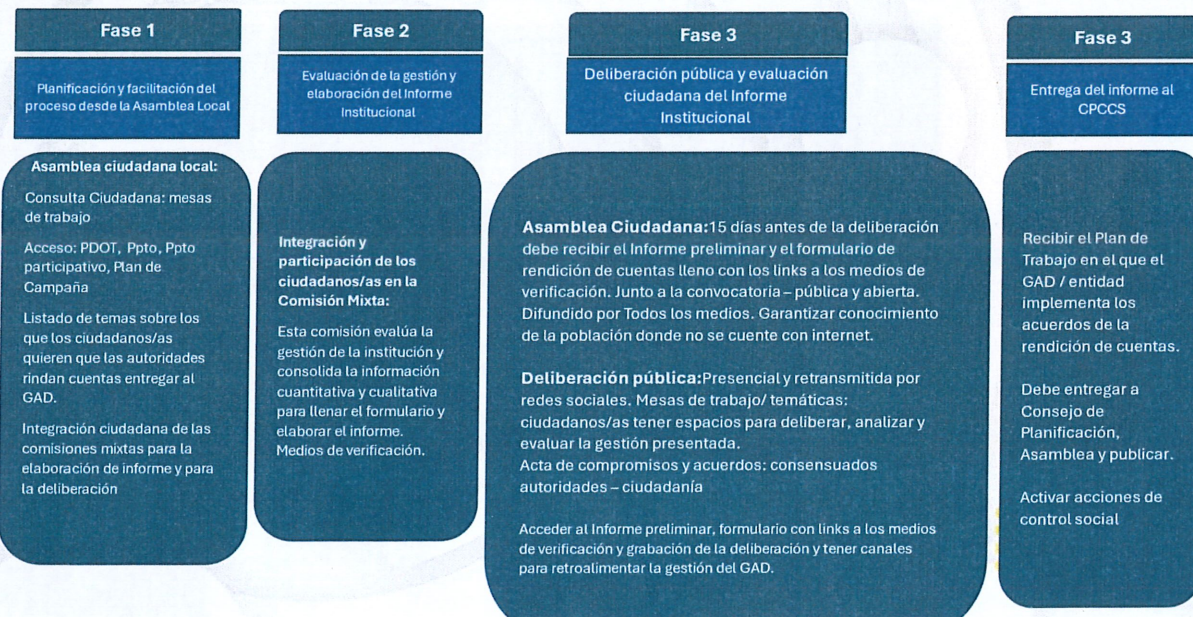 Fase 1
Planificación y facilitación del
proceso desde la Asamblea Local
Asamblea ciudadana local:
Consulta Ciudadana: mesas
de trabajo
Acceso: PDOT, Ppto, Ppto
participativo, Plan de
Campaña
Listado de temas sobre los
que los ciudadanos/as
quieren que las autoridades
rindan cuentas entregar al
GAD.
Integración ciudadana de las
comisiones mixtas para la
elaboración de informe y para
la deliberación
Fase 2
Evaluación de la gestión y
elaboración del Informe
Institucional
Integración y
participación de los
ciudadanos/as en la
Comisión Mixta:
Esta comisión evalúa la
gestión de la institución y
consolida la información
cuantitativa y cualitativa
para llenar el formulario y
elaborar el informe.
Medios de verificación.
Fase 3
Deliberación pública y evaluación
ciudadana del Informe
Institucional
Asamblea Ciudadana:15 días antes de la deliberación
debe recibir el Informe preliminar y el formulario de
rendición de cuentas lleno con los links a los medios de
verificación. Junto a la convocatoria – pública y abierta.
Difundido por Todos los medios. Garantizar conocimiento
de la población donde no se cuente con internet.
Deliberación pública:Presencial y retransmitida por
redes sociales. Mesas de trabajo/ temáticas:
ciudadanos/as tener espacios para deliberar, analizar y
evaluar la gestión presentada.
Acta de compromisos y acuerdos: consensuados
autoridades – ciudadanía
Acceder al Informe preliminar, formulario con links a los medios
de verificación y grabación de la deliberación y tener canales
para retroalimentar la gestión del GAD.
Fase 3
Entrega del informe al
CPCCS
Recibir el Plan de
Trabajo en el que el
GAD / entidad
implementa los
acuerdos de la
rendición de cuentas.
Debe entregar a
Consejo de
Planificación,
Asamblea y publicar.
Activar acciones de
control social